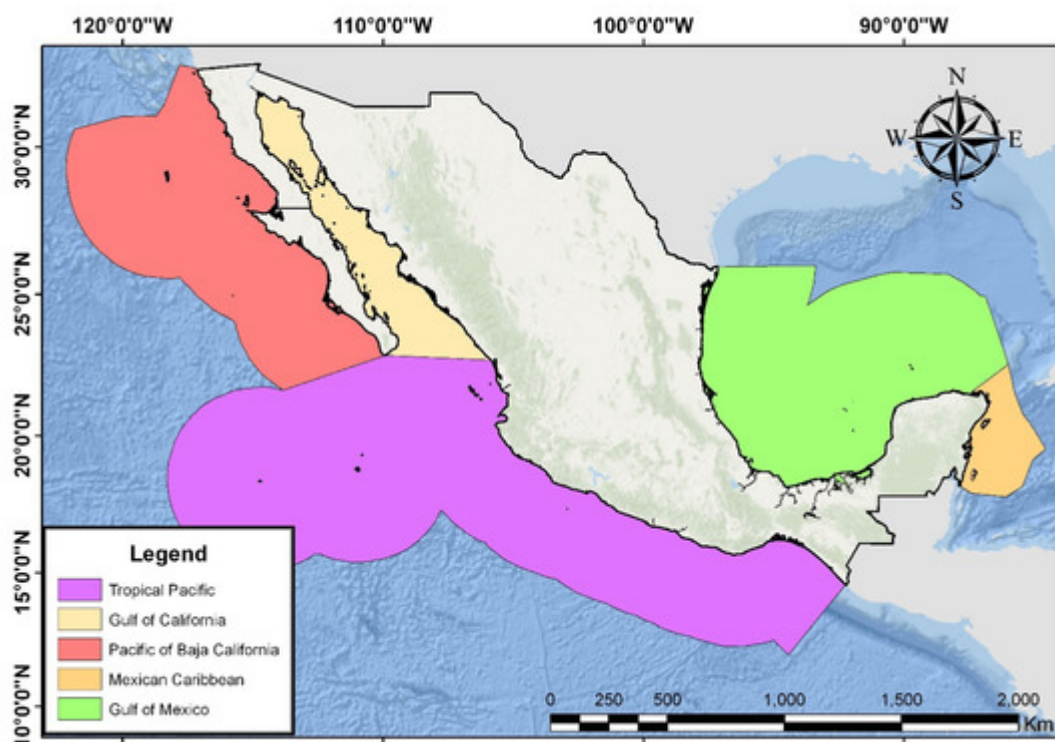 120°0'0"W 110°0'0"W 100°0'0"W 90°0'0"W
30°0'0"N
25°0'0"N
20°0'0"N
15°0'0"N
10°0'0"N
N
W E
S
Legend
Tropical Pacific
Gulf of California
Pacific of Baja California
Mexican Caribbean
Gulf of Mexico
0 250 500 1,000 1,500 2,000
Km